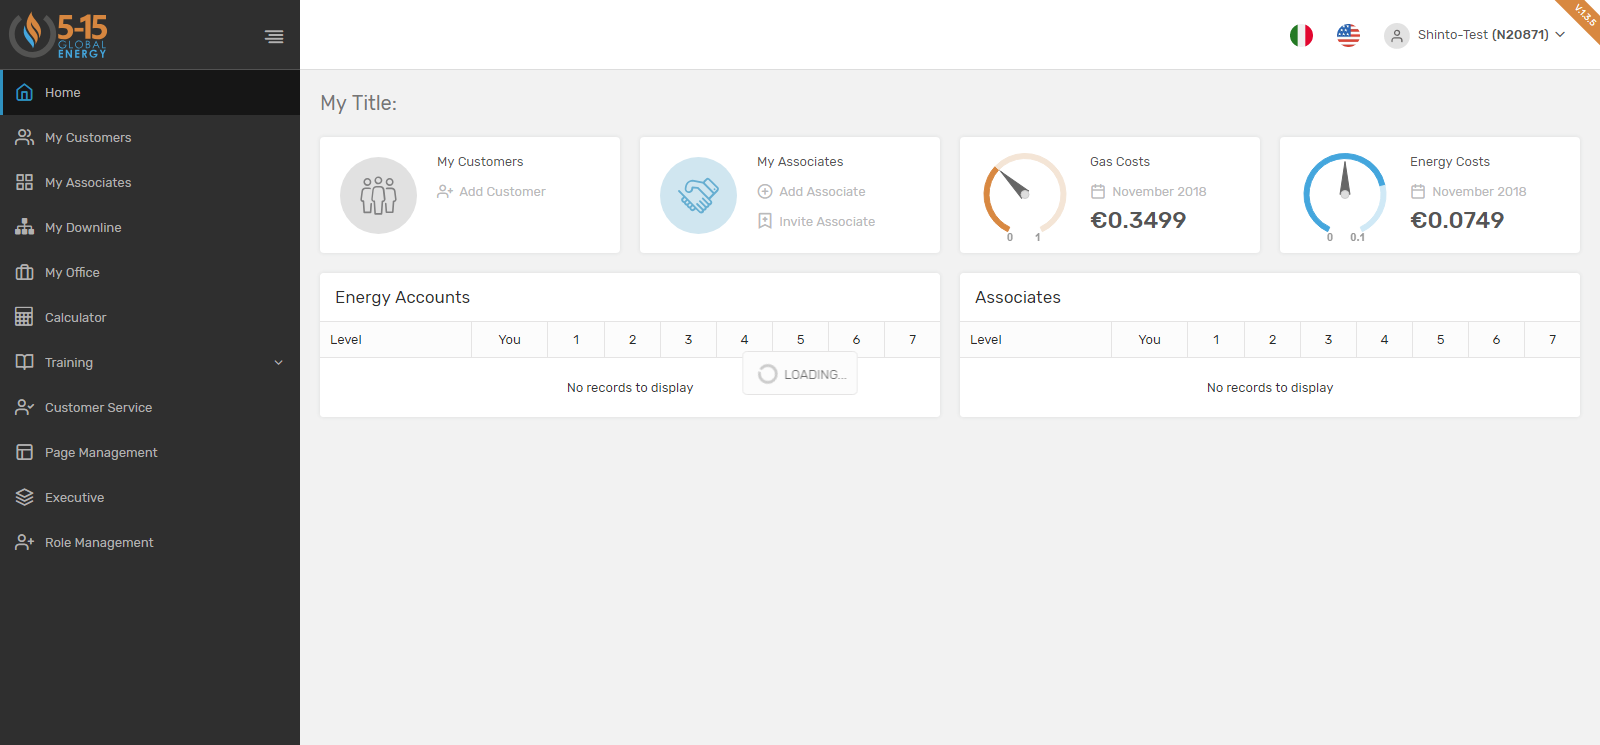 5-15
GLOBAL
ENERGY
Home
My Customers
My Associates
My Downline
My Office
Calculator
Training
Customer Service
Page Management
Executive
Role Management
Shinto-Test (N20871)
V.1.3.5
My Title:
My Customers
Add Customer
My Associates
Add Associate
Invite Associate
Gas Costs
November 2018
€0.3499
0 1
Energy Costs
November 2018
€0.0749
0 0.1
Energy Accounts
Level You 1 2 3 4 5 6 7
No records to display
LOADING...
Associates
Level You 1 2 3 4 5 6 7
No records to display